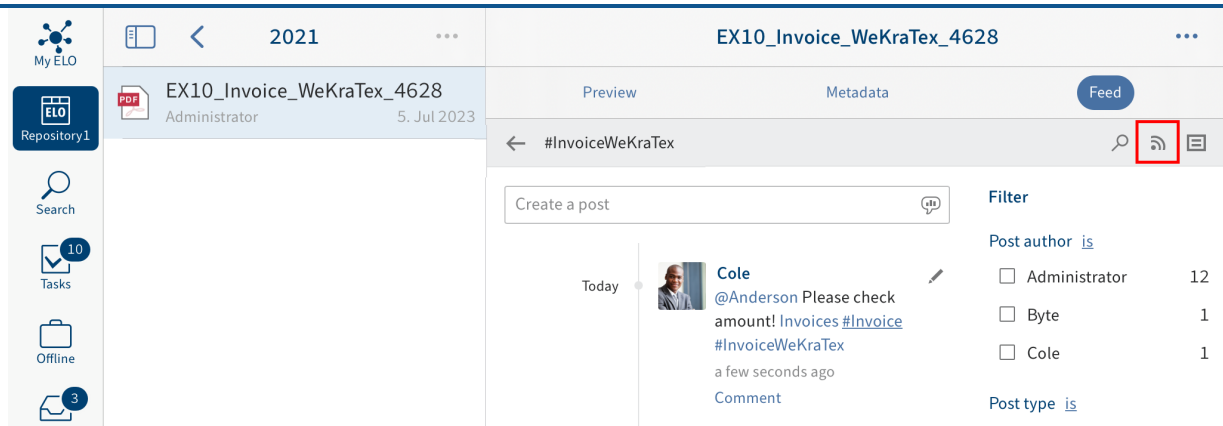 My ELO
ELO
Repository1
Search
10
Tasks
Offline
3
2021
PDF
EX10_Invoice_WeKraTex_4628
Administrator 5. Jul 2023
EX10_Invoice_WeKraTex_4628
Preview Metadata Feed
#InvoiceWeKraTex
Create a post
Today
Cole
@Anderson Please check
amount! Invoices #Invoice
#InvoiceWeKraTex
a few seconds ago
Comment
Filter
Post author is
Administrator 12
Byte 1
Cole 1
Post type is